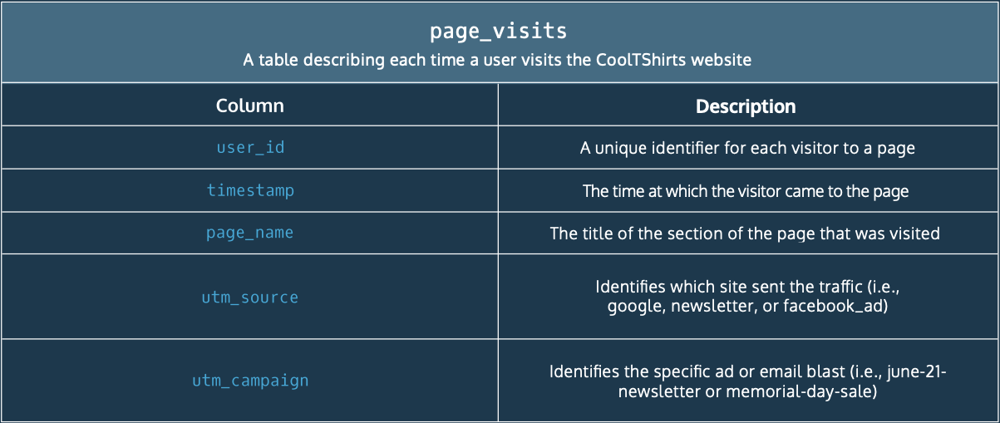 page_visits
A table describing each time a user visits the CoolTShirts website
Column Description
user_id A unique identifier for each visitor to a page
timestamp The time at which the visitor came to the page
page_name The title of the section of the page that was visited
utm_source Identifies which site sent the traffic (i.e.,
google, newsletter, or facebook_ad)
utm_campaign Identifies the specific ad or email blast (i.e., june-21-
newsletter or memorial-day-sale)